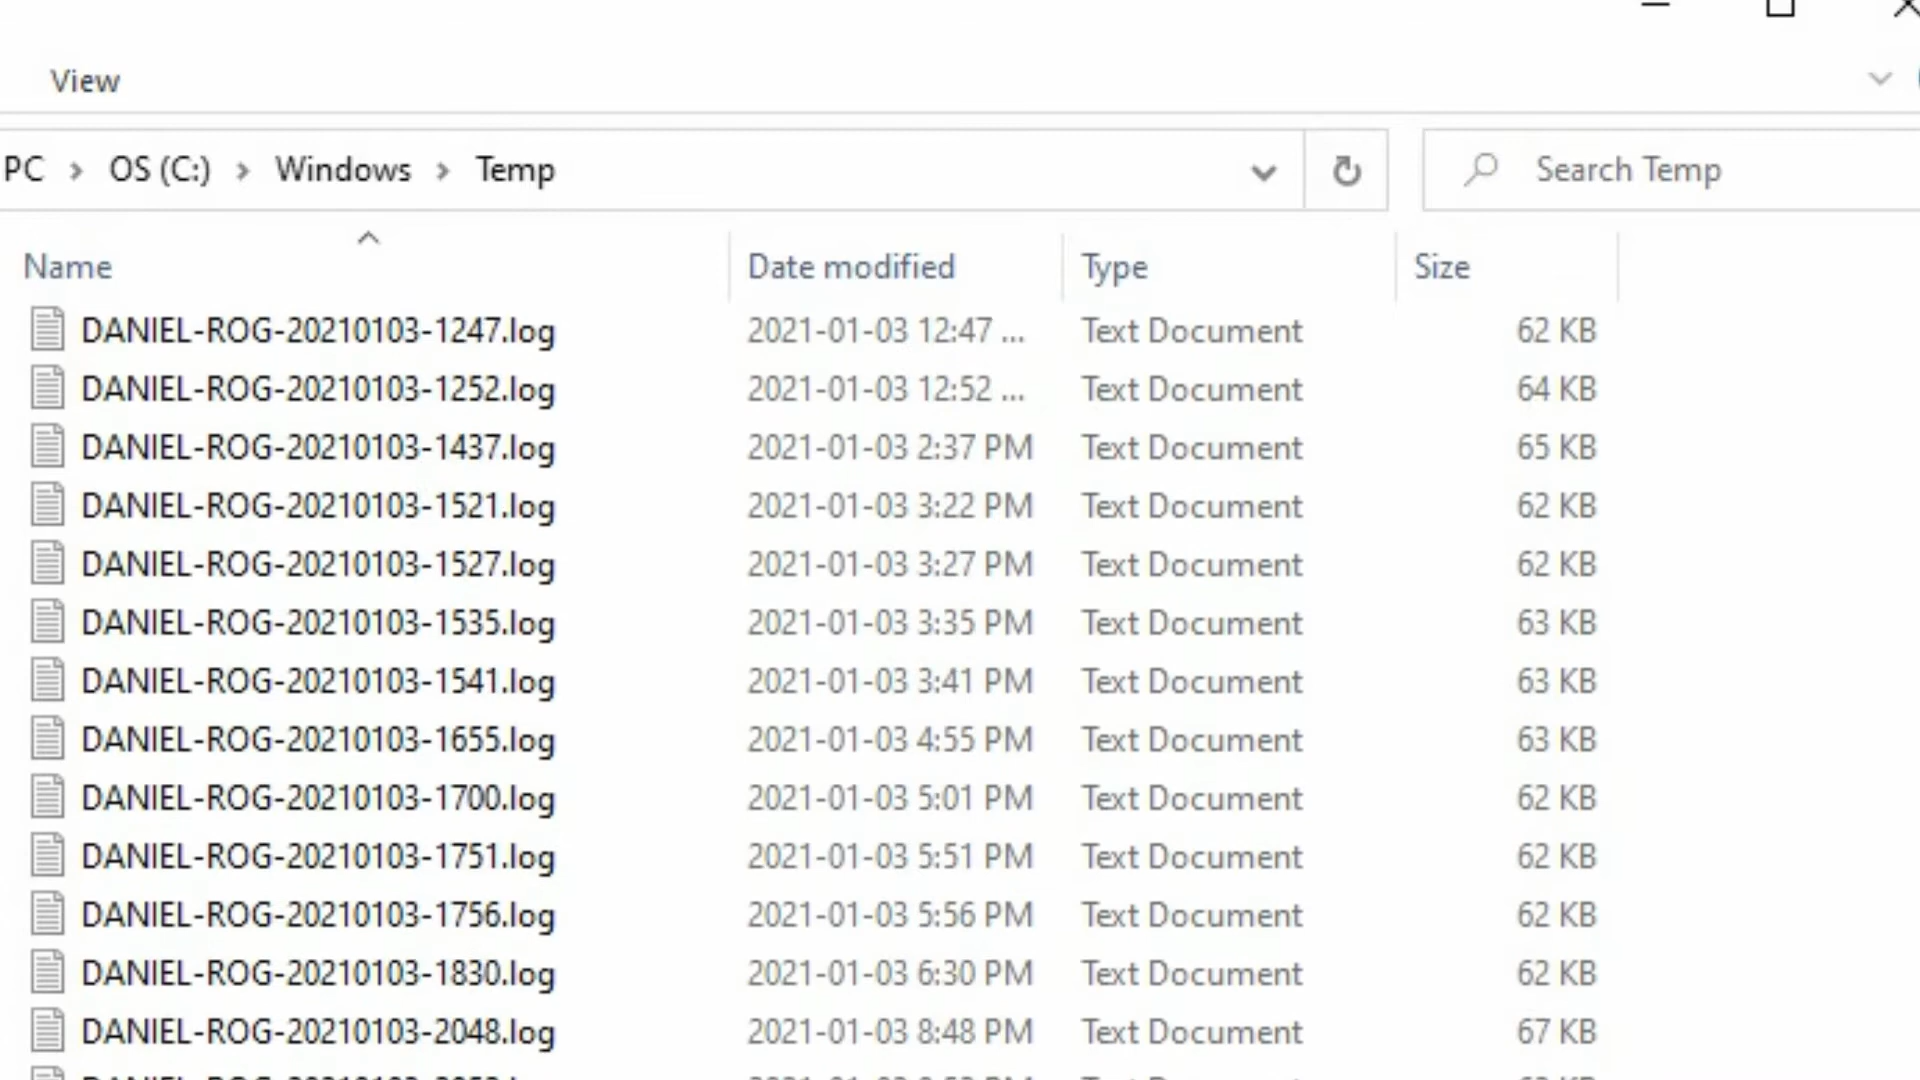 View
PC > OS (C:) > Windows > Temp
Search Temp
Name Date modified Type Size
DANIEL-ROG-20210103-1247.log 2021-01-03 12:47 ... Text Document 62 KB
DANIEL-ROG-20210103-1252.log 2021-01-03 12:52 ... Text Document 64 KB
DANIEL-ROG-20210103-1437.log 2021-01-03 2:37 PM Text Document 65 KB
DANIEL-ROG-20210103-1521.log 2021-01-03 3:22 PM Text Document 62 KB
DANIEL-ROG-20210103-1527.log 2021-01-03 3:27 PM Text Document 62 KB
DANIEL-ROG-20210103-1535.log 2021-01-03 3:35 PM Text Document 63 KB
DANIEL-ROG-20210103-1541.log 2021-01-03 3:41 PM Text Document 63 KB
DANIEL-ROG-20210103-1655.log 2021-01-03 4:55 PM Text Document 63 KB
DANIEL-ROG-20210103-1700.log 2021-01-03 5:01 PM Text Document 62 KB
DANIEL-ROG-20210103-1751.log 2021-01-03 5:51 PM Text Document 62 KB
DANIEL-ROG-20210103-1756.log 2021-01-03 5:56 PM Text Document 62 KB
DANIEL-ROG-20210103-1830.log 2021-01-03 6:30 PM Text Document 62 KB
DANIEL-ROG-20210103-2048.log 2021-01-03 8:48 PM Text Document 67 KB